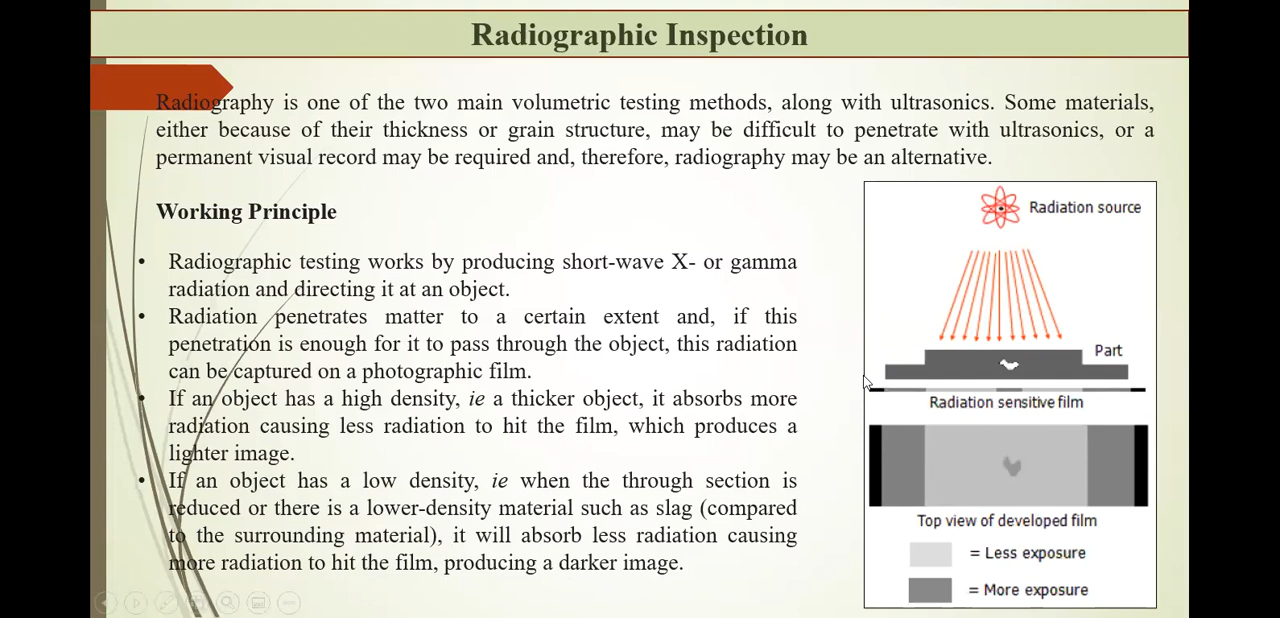 Radiographic Inspection
Radiography is one of the two main volumetric testing methods, along with ultrasonics. Some materials,
either because of their thickness or grain structure, may be difficult to penetrate with ultrasonics, or a
permanent visual record may be required and, therefore, radiography may be an alternative.
Working Principle
• Radiographic testing works by producing short-wave X- or gamma
radiation and directing it at an object.
• Radiation penetrates matter to a certain extent and, if this
penetration is enough for it to pass through the object, this radiation
can be captured on a photographic film.
• If an object has a high density, ie a thicker object, it absorbs more
radiation causing less radiation to hit the film, which produces a
lighter image.
• If an object has a low density, ie when the through section is
reduced or there is a lower-density material such as slag (compared
to the surrounding material), it will absorb less radiation causing
more radiation to hit the film, producing a darker image.
Radiation source
Part
Radiation sensitive film
Top view of developed film
= Less exposure
= More exposure